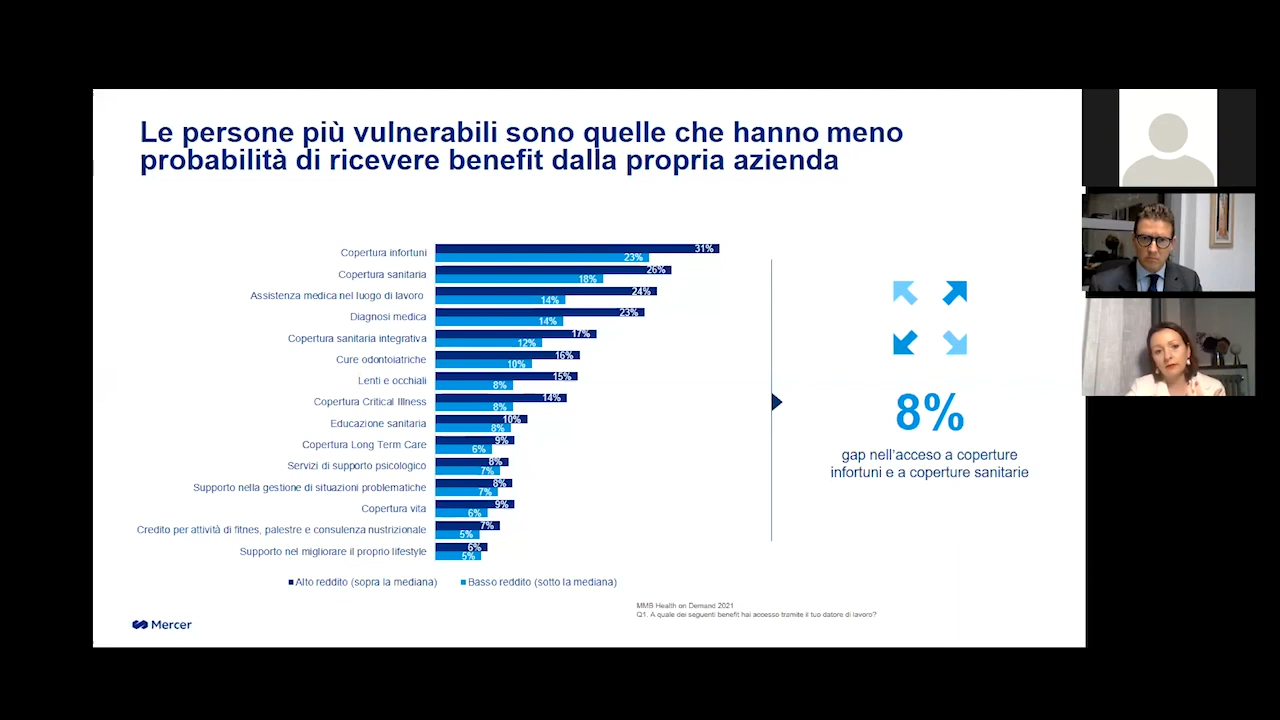 Le persone più vulnerabili sono quelle che hanno meno
probabilità di ricevere benefit dalla propria azienda
Copertura infortuni
31%
23%
Copertura sanitaria
26%
18%
Assistenza medica nel luogo di lavoro
24%
14%
Diagnosi medica
23%
14%
Copertura sanitaria integrativa
17%
12%
Cure odontoiatriche
16%
10%
Lenti e occhiali
15%
8%
Copertura Critical Illness
14%
8%
Educazione sanitaria
10%
8%
Copertura Long Term Care
9%
6%
Servizi di supporto psicologico
8%
7%
Supporto nella gestione di situazioni problematiche
8%
7%
Copertura vita
9%
6%
Credito per attività di fitnes, palestre e consulenza nustrizionale
7%
5%
Supporto nel migliorare il proprio lifestyle
6%
5%
Alto reddito (sopra la mediana)
Basso reddito (sotto la mediana)
8%
gap nell'acceso a coperture
infortuni e a coperture sanitarie
MMB Health on Demand 2021
Q1. A quale dei seguenti benefit hai accesso tramite il tuo datore di lavoro?
Mercer